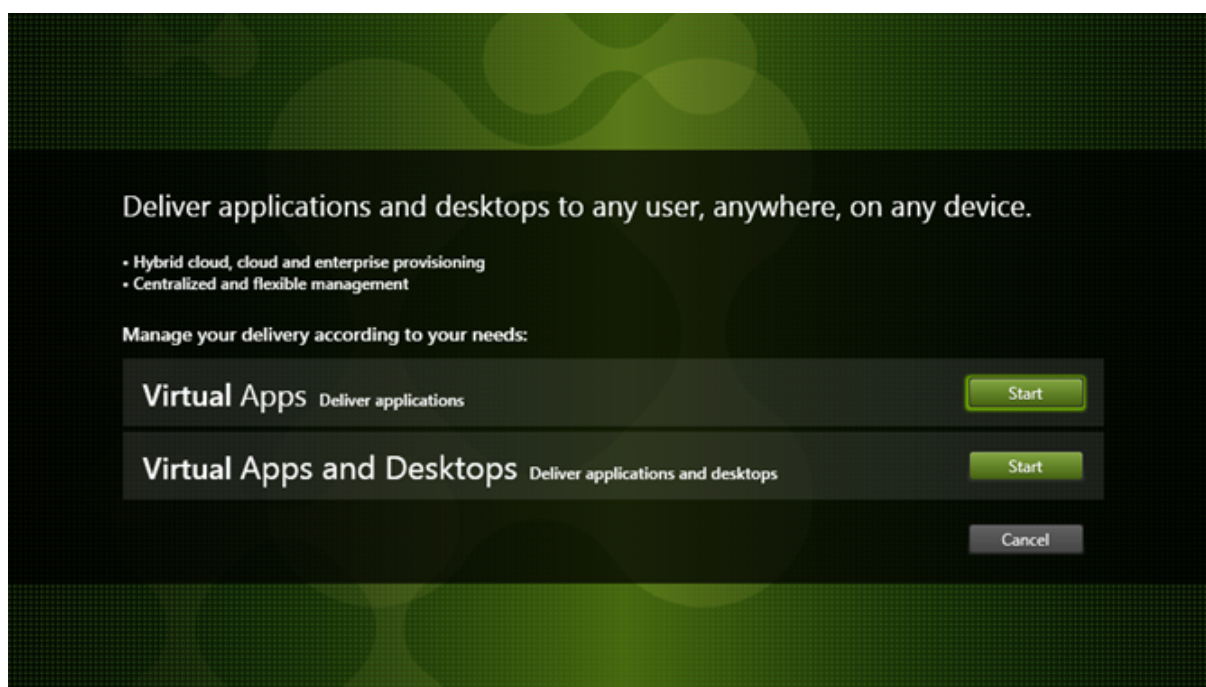 Deliver applications and desktops to any user, anywhere, on any device.
• Hybrid cloud, cloud and enterprise provisioning
• Centralized and flexible management
Manage your delivery according to your needs:
Virtual Apps Deliver applications Start
Virtual Apps and Desktops Deliver applications and desktops Start
Cancel